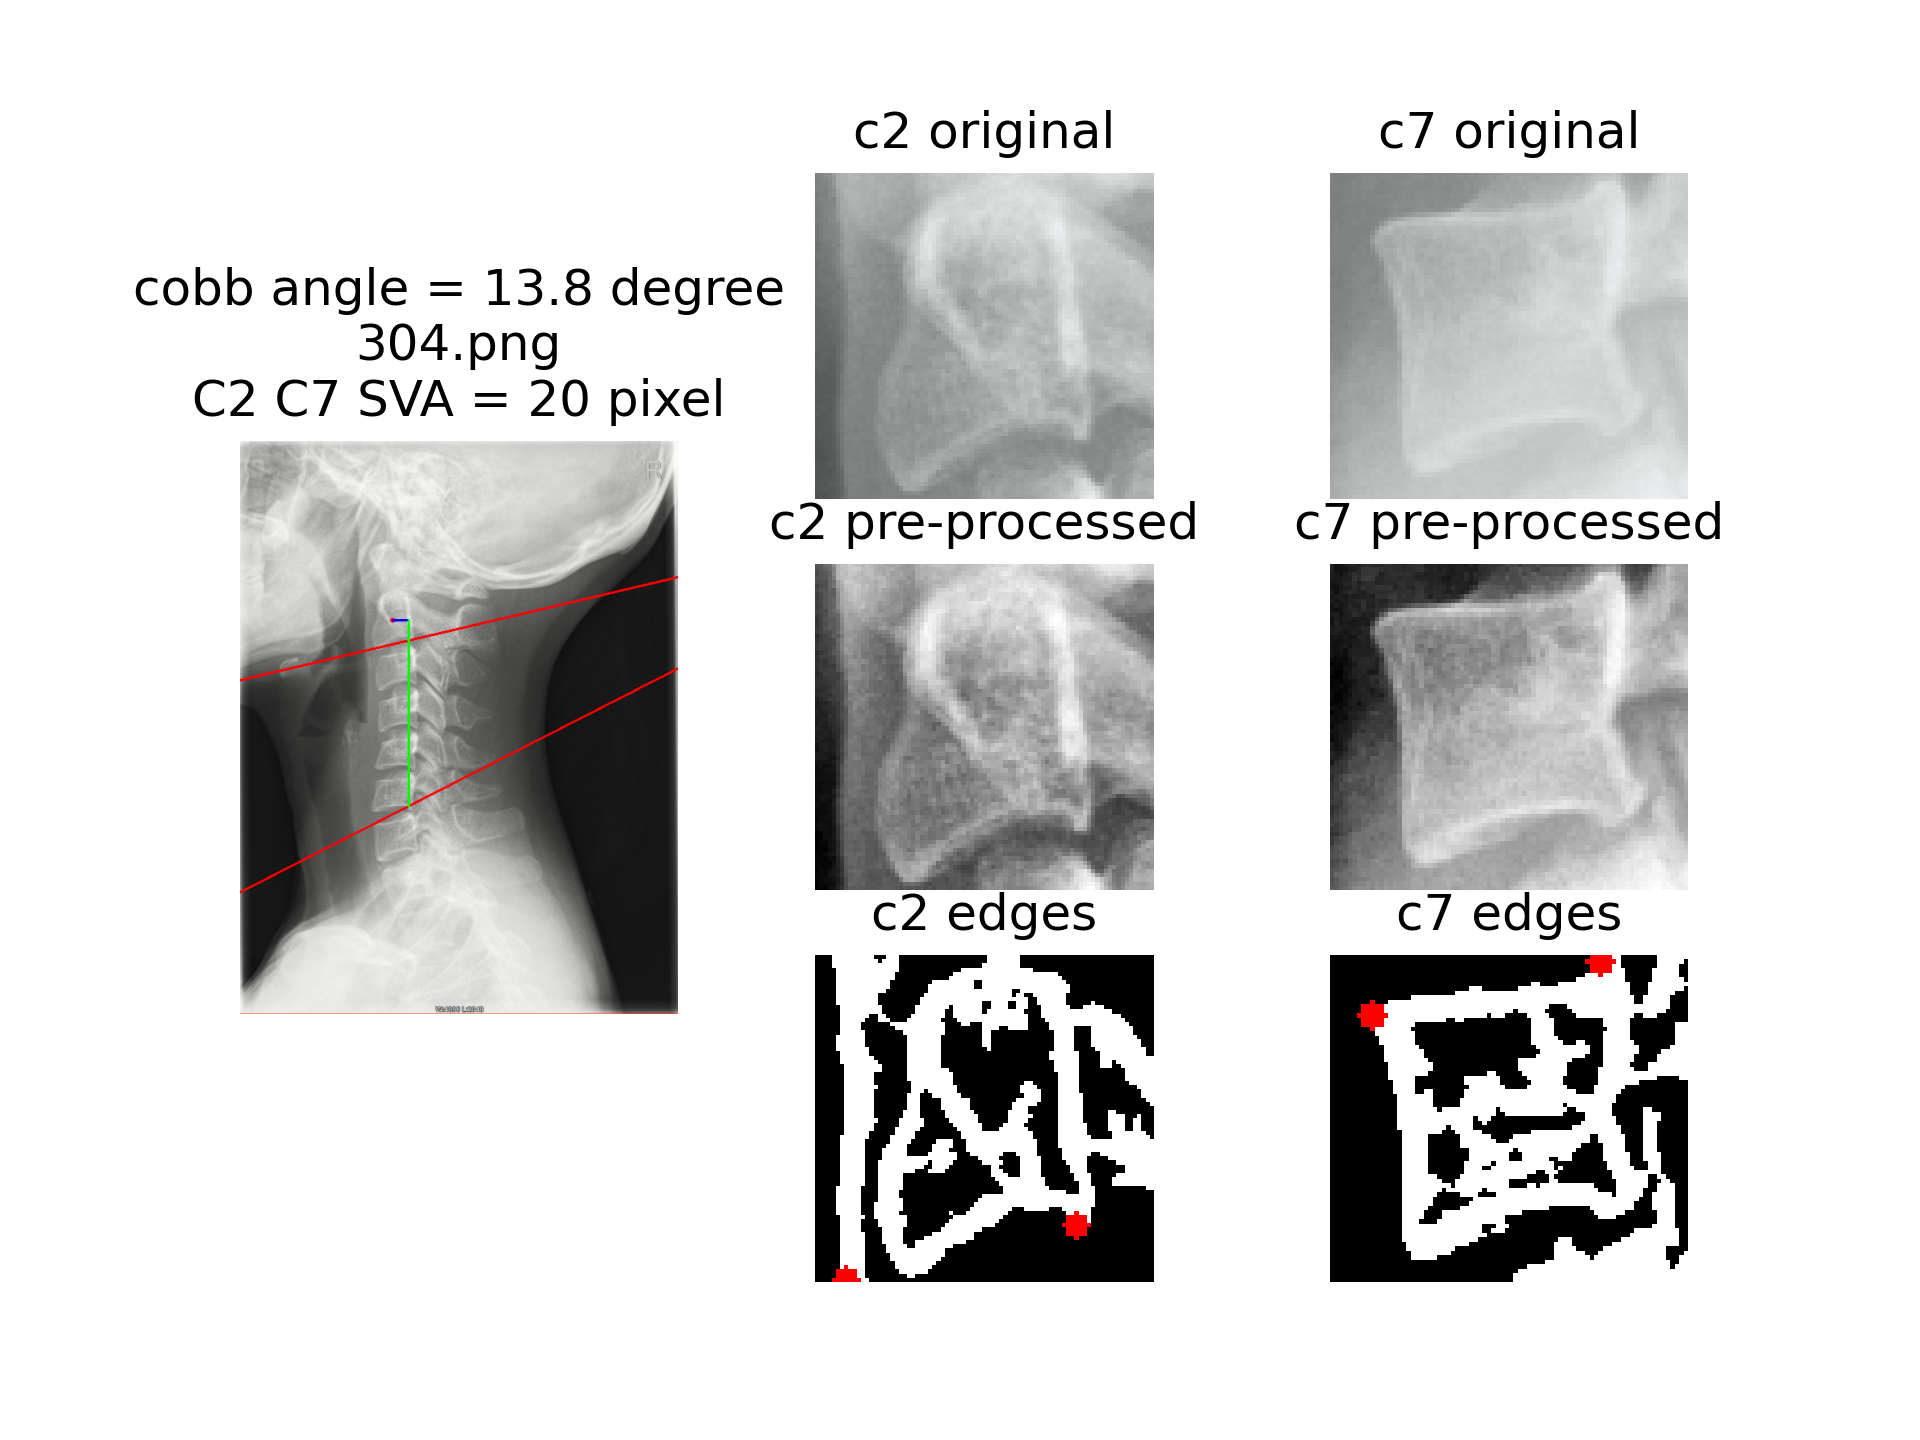 cobb angle = 13.8 degree
304.png
C2 C7 SVA = 20 pixel
R
c2 original
c7 original
c2 pre-processed
c7 pre-processed
c2 edges
c7 edges